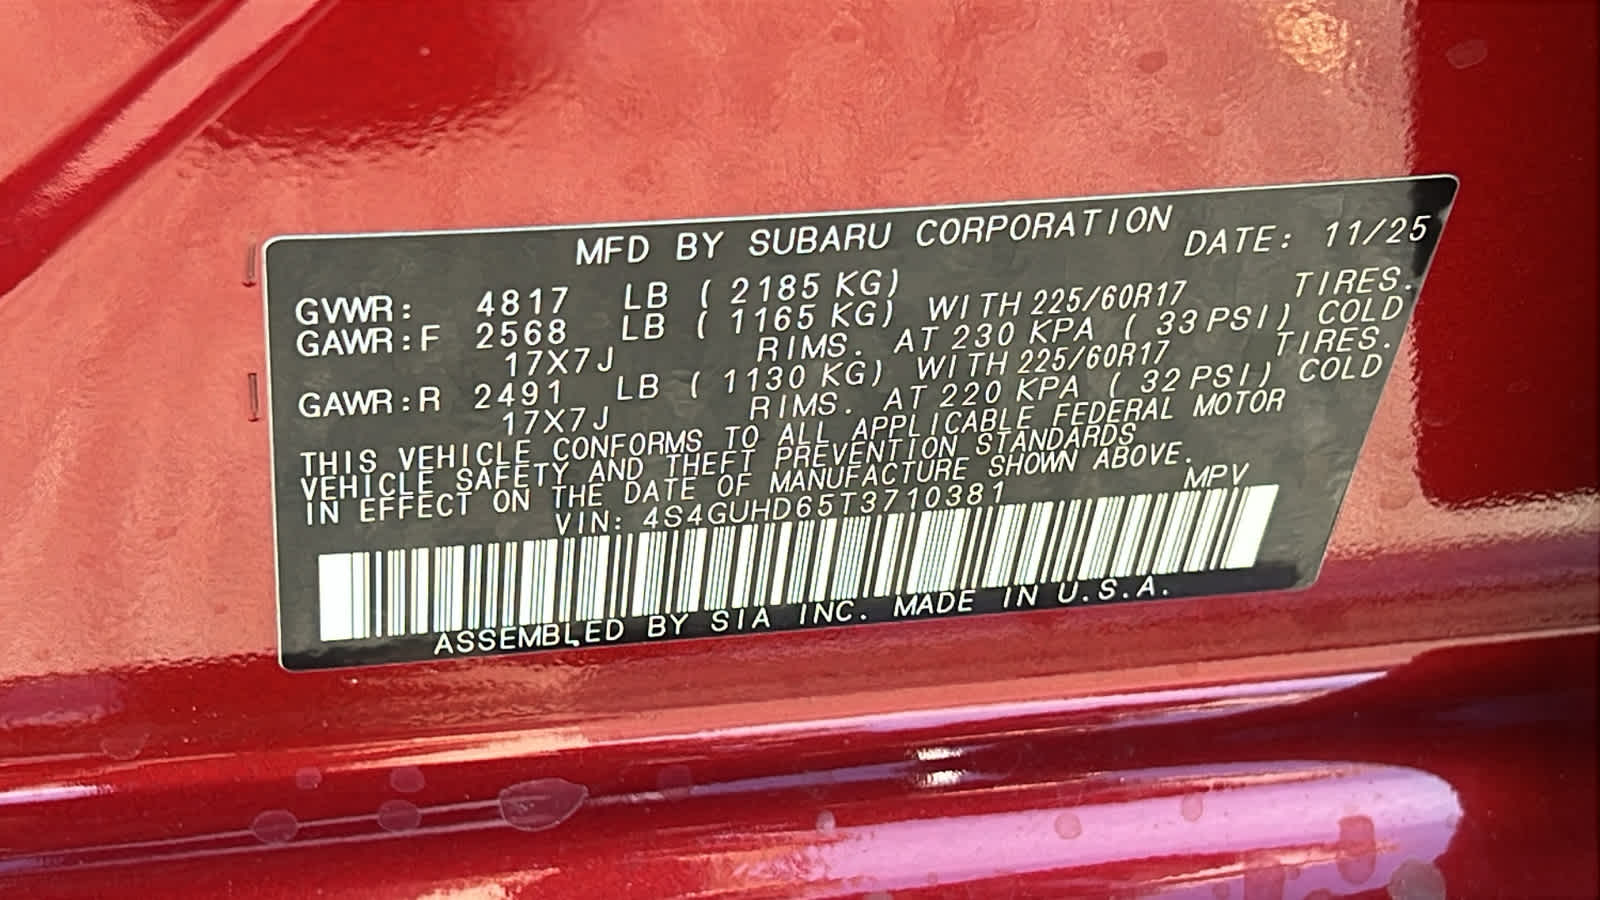 MFD BY SUBARU CORPORATION DATE: 11/25
GVWR: 4817 LB ( 2185 KG)
GAWR:F 2568 LB ( 1165 KG) WITH 225/60R17 TIRES.
17X7J RIMS. AT 230 KPA ( 33 PSI) COLD
GAWR:R 2491 LB ( 1130 KG) WITH 225/60R17 TIRES.
17X7J RIMS. AT 220 KPA ( 32 PSI) COLD
THIS VEHICLE CONFORMS TO ALL APPLICABLE FEDERAL MOTOR
VEHICLE SAFETY AND THEFT PREVENTION STANDARDS
IN EFFECT ON THE DATE OF MANUFACTURE SHOWN ABOVE.
VIN: 4S4GUHD65T3710381 MPV
ASSEMBLED BY SIA INC. MADE IN U.S.A.